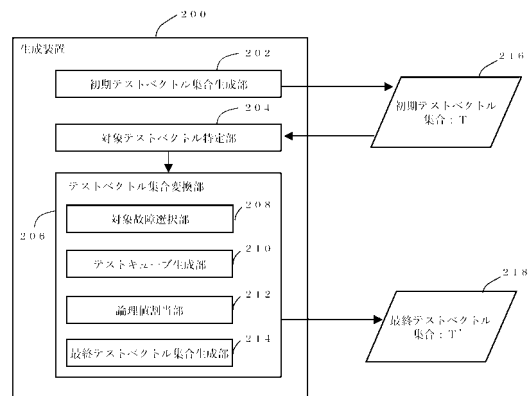 ２００
生成装置
２０２
初期テストベクトル集合生成部
２１６
初期テストベクトル
集合：Ｔ
２０４
対象テストベクトル特定部
テストベクトル集合変換部
２０６
２０８
対象故障選択部
２１０
テストキューブ生成部
２１２
論理値割当部
２１４
最終テストベクトル集合生成部
２１８
最終テストベクトル
集合：Ｔ’